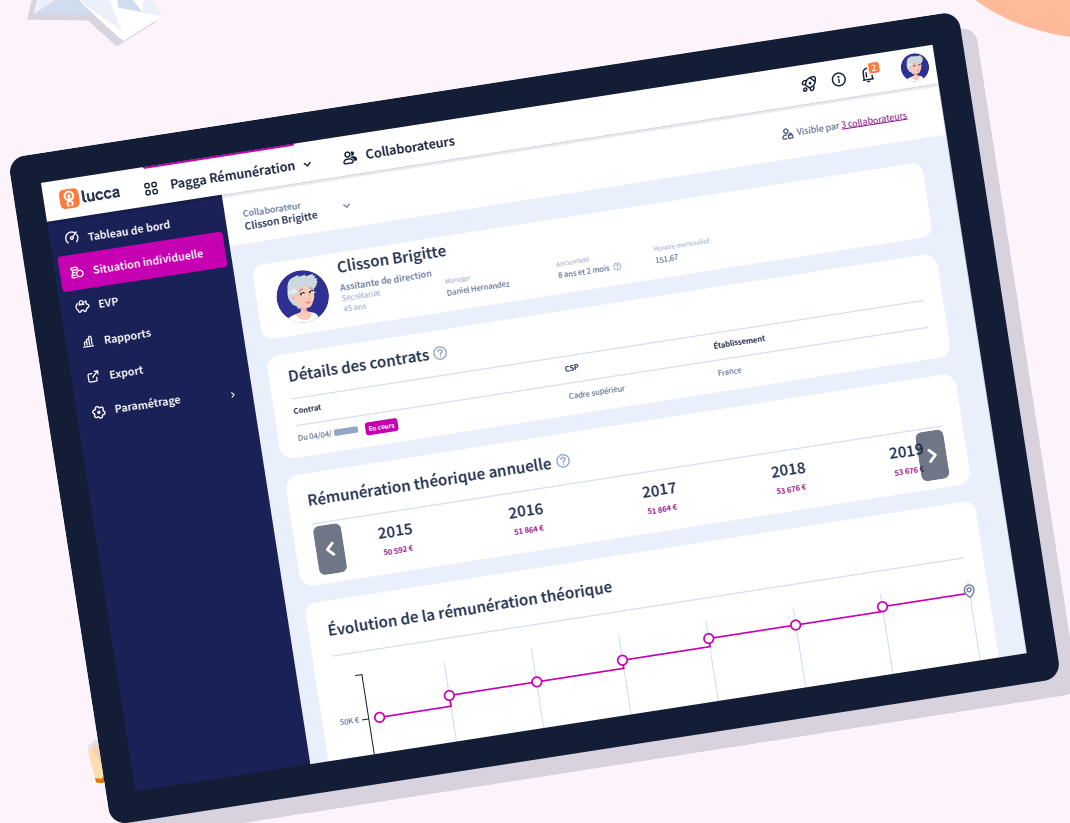 lucca
Pagga Rémunération
Collaborateurs
2
Visible par 3 collaborateurs
Tableau de bord
Situation individuelle
EVP
Rapports
Export
Paramétrage
Collaborateur
Clisson Brigitte
Clisson Brigitte
Assitante de direction
Secrétariat
45 ans
Manager
Daniel Hernandez
Ancienneté
8 ans et 2 mois
Horaire mensualisé
151,67
Détails des contrats
Contrat
CSP
Établissement
Du 04/04/
En cours
Cadre supérieur
France
Rémunération théorique annuelle
2015
50 592 €
2016
51 864 €
2017
51 864 €
2018
53 676 €
2019
53 676 €
Évolution de la rémunération théorique
50K €